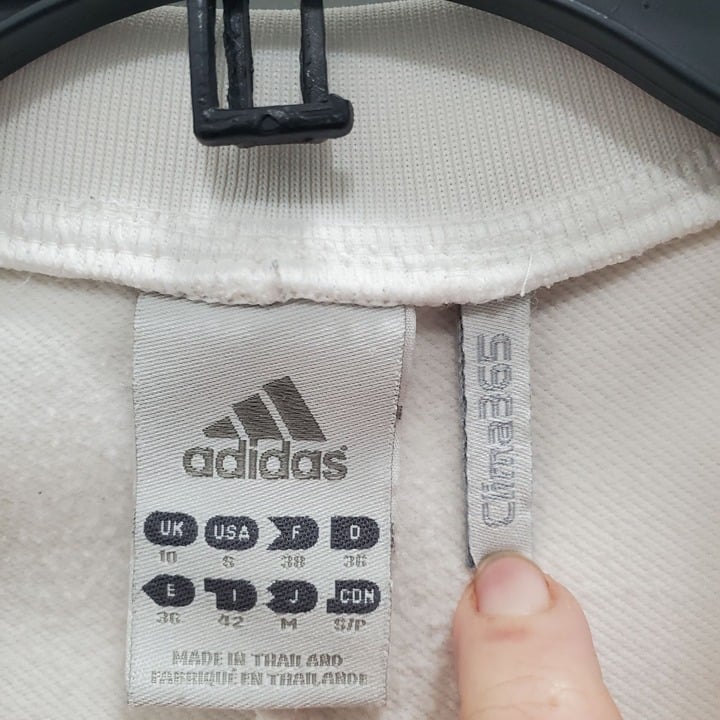 adidas
UK USA F D
10 S 38 36
E I J CDN
36 42 M S/P
MADE IN THAILAND
FABRIQUÉ EN THAILANDE
Clima365